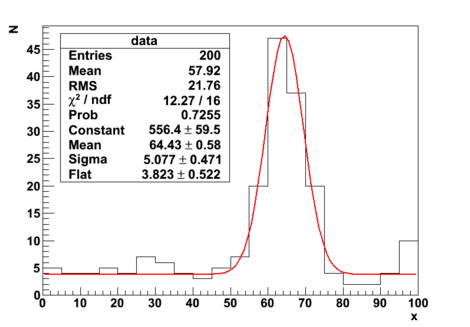 N
data
Entries 200
Mean 57.92
RMS 21.76
χ² / ndf 12.27 / 16
Prob 0.7255
Constant 556.4 ± 59.5
Mean 64.43 ± 0.58
Sigma 5.077 ± 0.471
Flat 3.823 ± 0.522
45
40
35
30
25
20
15
10
5
0
0 10 20 30 40 50 60 70 80 90 100
x